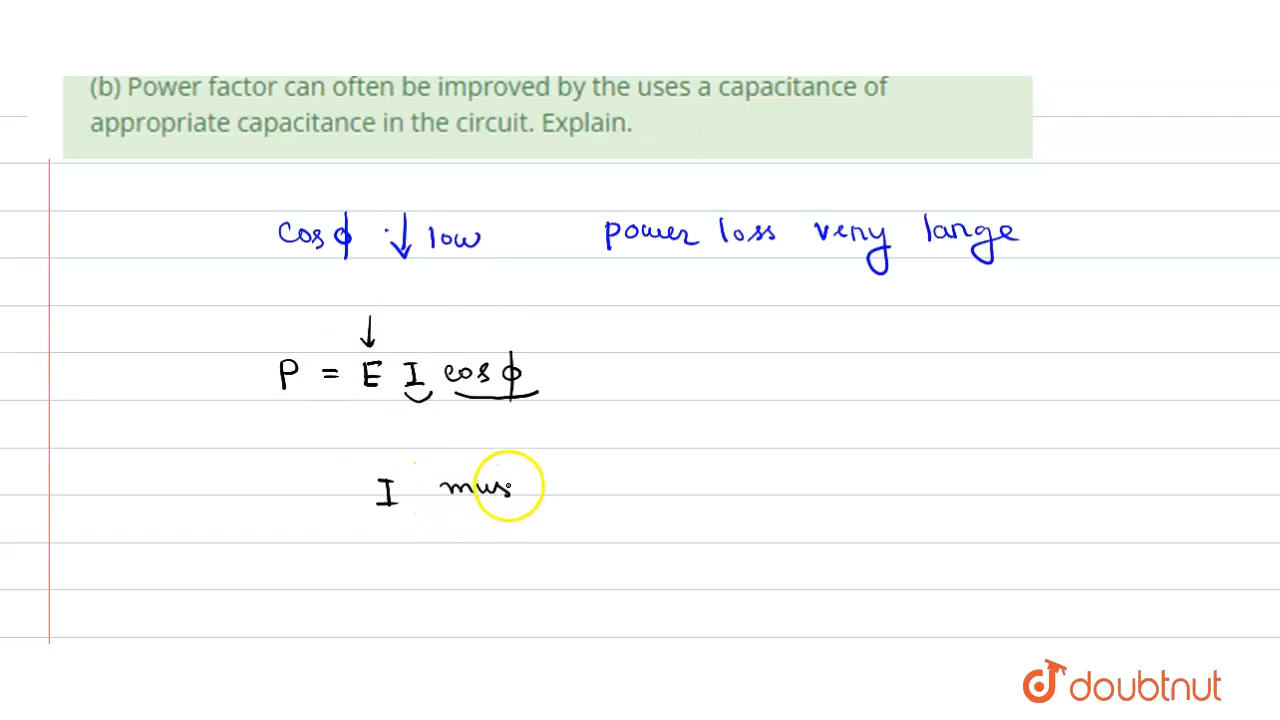 (b) Power factor can often be improved by the uses a capacitance of
appropriate capacitance in the circuit. Explain.
cos ϕ ↓ low power loss very large
↓
P = E I cos ϕ
I mus
doubtnut